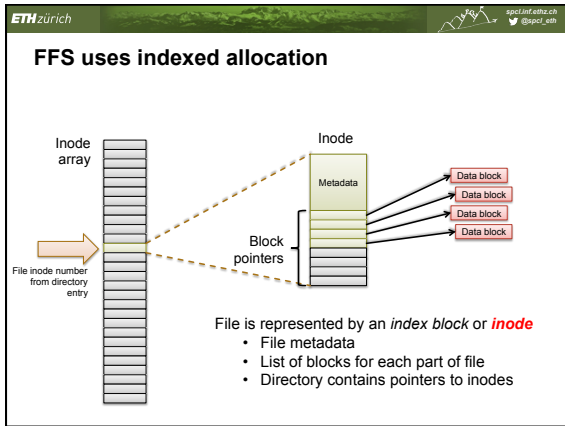 ETH zürich
spcl.inf.ethz.ch
@spcl_eth
FFS uses indexed allocation
Inode
array
Inode
Metadata
Data block
Data block
Data block
Data block
Block
pointers
File inode number
from directory
entry
File is represented by an index block or inode
• File metadata
• List of blocks for each part of file
• Directory contains pointers to inodes